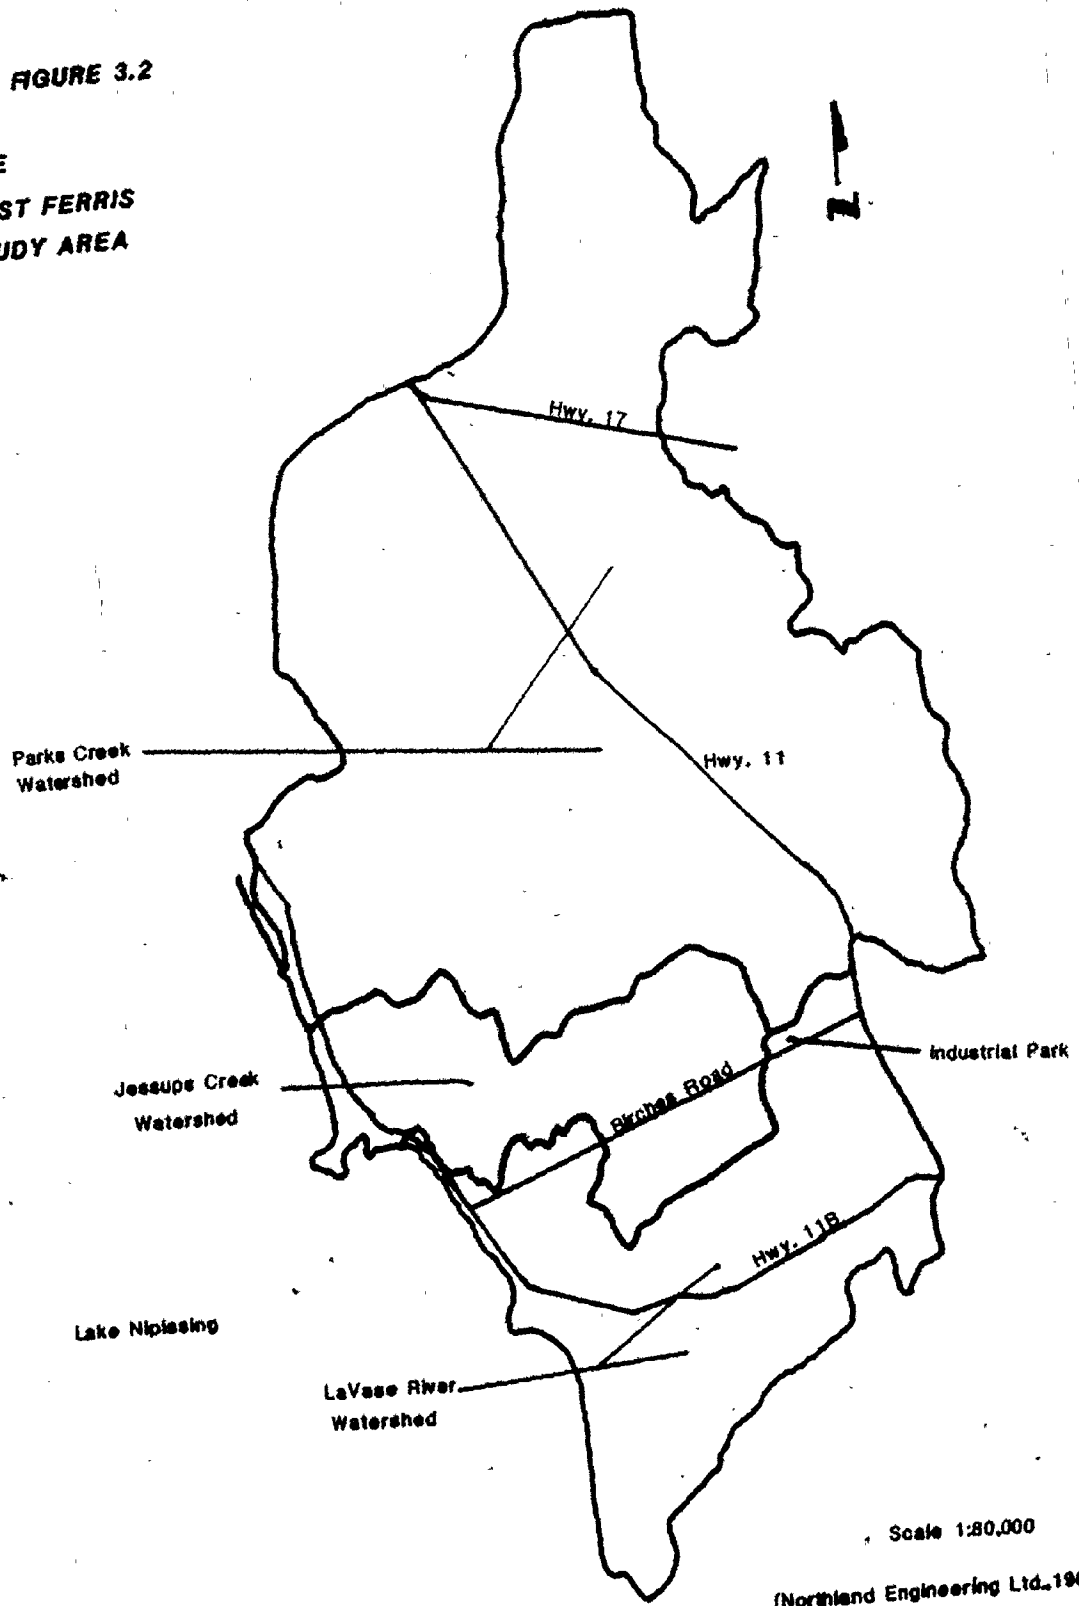 FIGURE 3.2
E
ST FERRIS
UDY AREA
Hwy. 17
Parks Creek
Watershed
Hwy. 11
Industrial Park
Jessups Creek
Watershed
Birches Road
Hwy. 11B
Lake Nipissing
LaVase River
Watershed
Scale 1:80,000
(Northland Engineering Ltd.,19